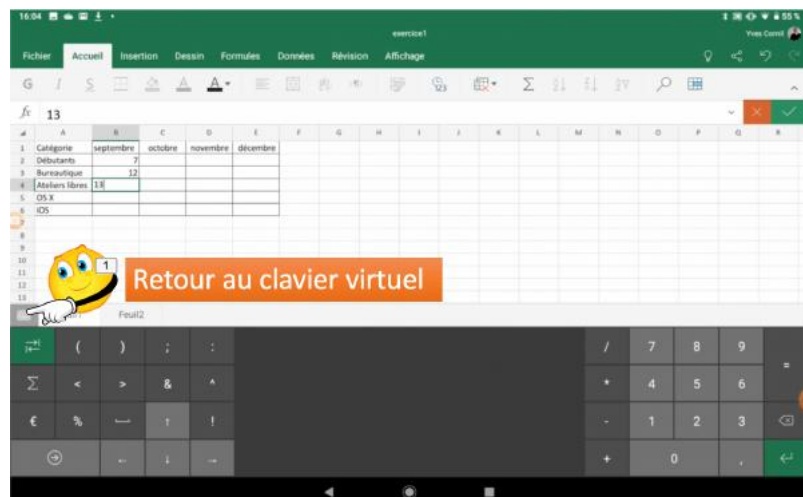 16:04 55 %
exercice1
Yves Cornil
Fichier Accueil Insertion Dessin Formules Données Révision Affichage
G I S A A Σ
fx 13
A B C D E F G H I J K L M N O P Q R
1 Catégorie septembre octobre novembre décembre
2 Débutants 7
3 Bureautique 12
4 Ateliers libres 13
5 OS X
6 iOS
7
8
9
10
11
12
13
1
Retour au clavier virtuel
Feuil2
( ) ; : / 7 8 9 =
Σ < > & ^ * 4 5 6
€ % ↑ ! - 1 2 3
← ↓ → + 0 ,